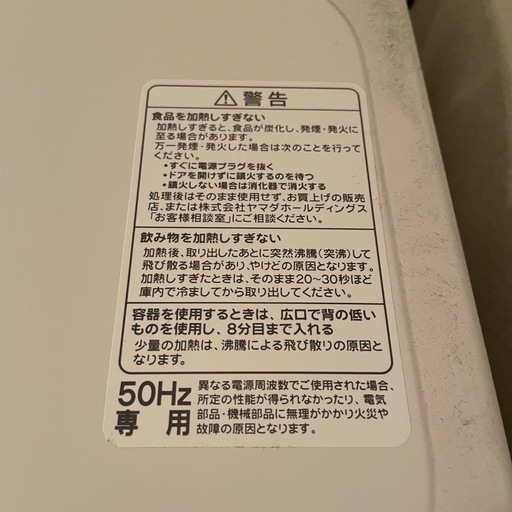 ⚠警告
食品を加熱しすぎない
加熱しすぎると、食品が炭化し、発煙・発火に
至る場合があります。
万一発煙・発火した場合は次のことを行って
ください。
・すぐに電源プラグを抜く
・ドアを開けずに鎮火するのを待つ
・鎮火しない場合は消化器で消火する
処理後はそのまま使用せず、お買上げの販売
店、または株式会社ヤマダホールディングス
「お客様相談室」にご相談ください。
飲み物を加熱しすぎない
加熱後、取り出したあとに突然沸騰(突沸)して
飛び散る場合があり、やけどの原因となります。
加熱しすぎたときは、そのまま20〜30秒ほど
庫内で冷ましてから取り出してください。
容器を使用するときは、広口で背の低い
ものを使用し、8分目まで入れる
少量の加熱は、沸騰による飛び散りの原因と
なります。
50Hz
専用
異なる電源周波数でご使用された場合、
所定の性能が得られなかったり、電気
部品・機械部品に無理がかかり火災や
故障の原因となります。